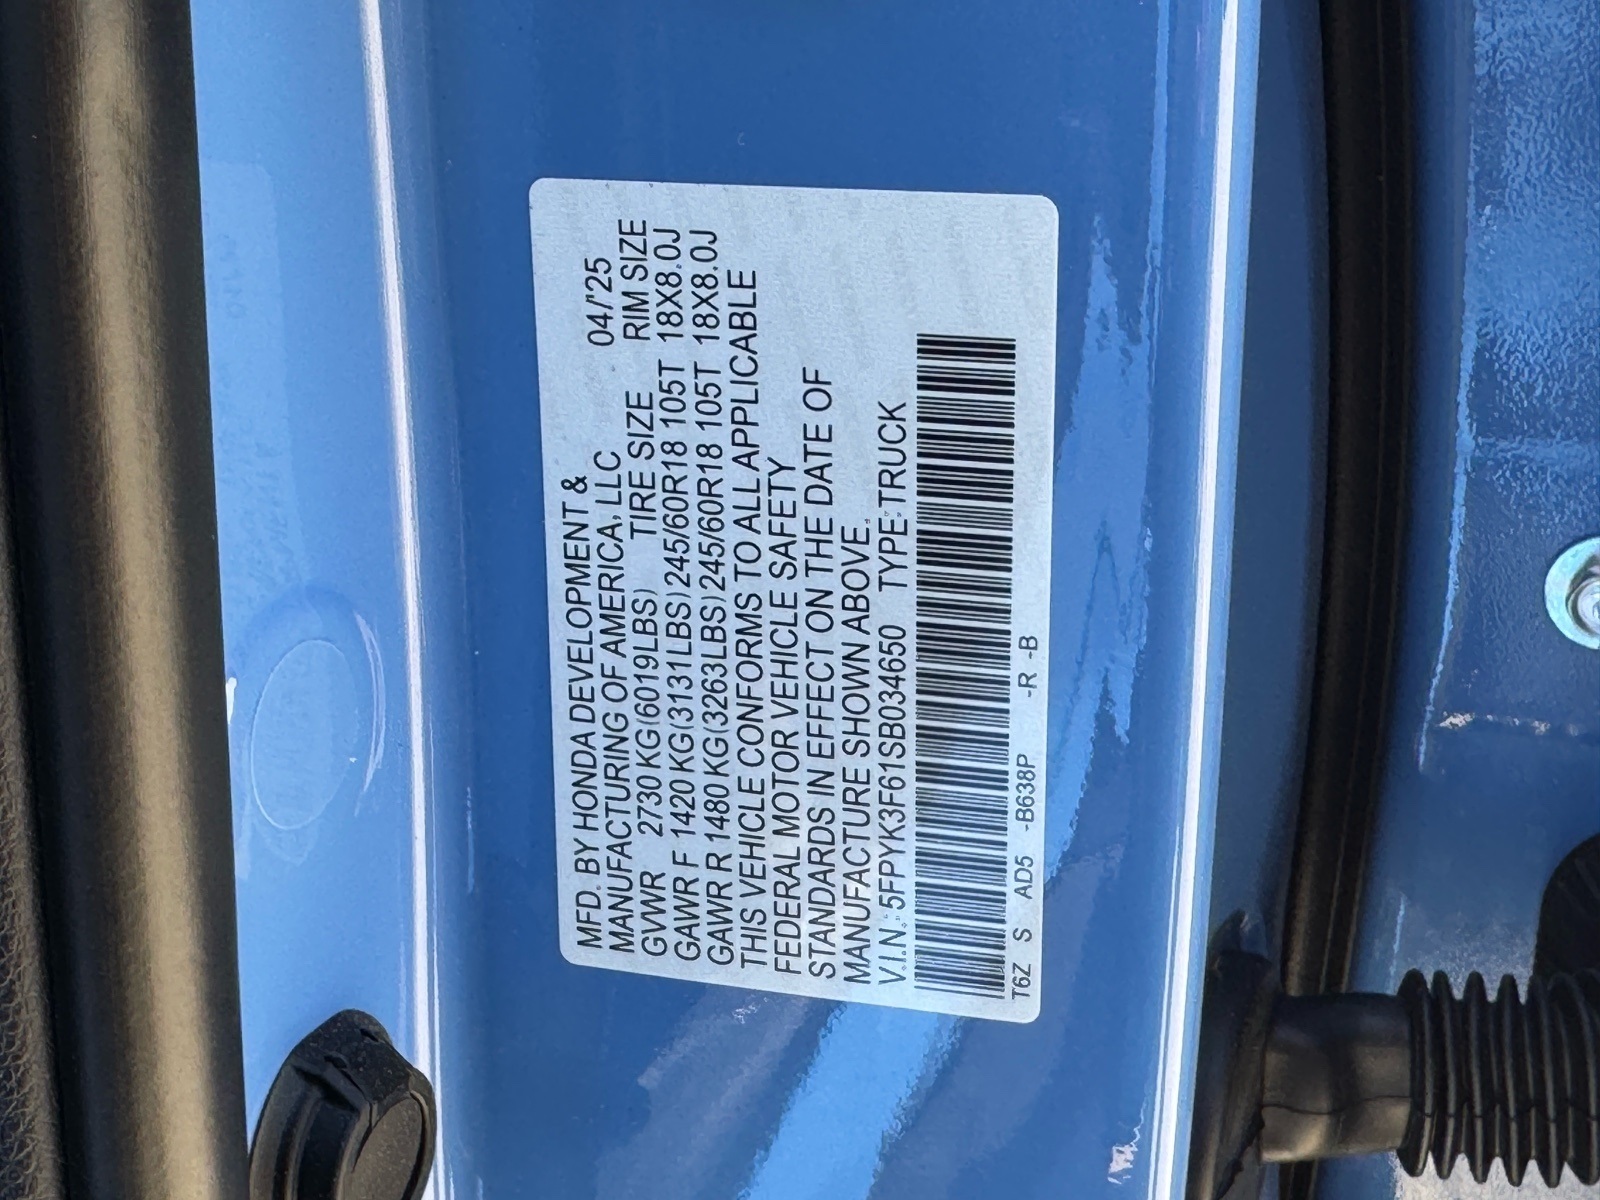 MFD. BY HONDA DEVELOPMENT &
MANUFACTURING OF AMERICA, LLC 04/'25
GVWR 2730 KG(6019LBS) TIRE SIZE RIM SIZE
GAWR F 1420 KG(3131LBS) 245/60R18 105T 18X8.0J
GAWR R 1480 KG(3263LBS) 245/60R18 105T 18X8.0J
THIS VEHICLE CONFORMS TO ALL APPLICABLE
FEDERAL MOTOR VEHICLE SAFETY
STANDARDS IN EFFECT ON THE DATE OF
MANUFACTURE SHOWN ABOVE.
V.I.N.: 5FPYK3F61SB034650 TYPE:TRUCK
T6Z S AD5 -B638P -R -B